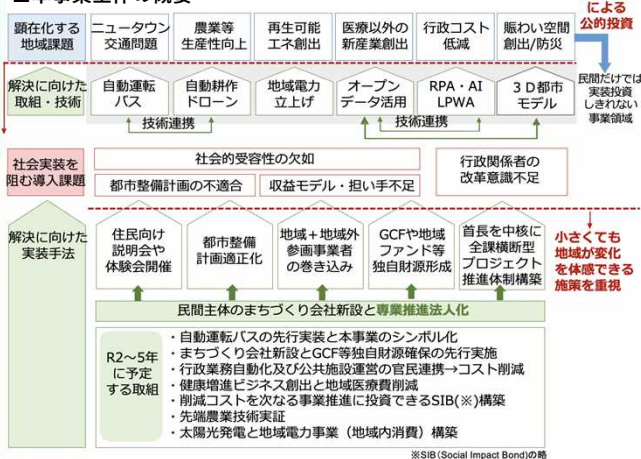 ■本事業全体の概要
顕在化する
地域課題
ニュータウン
交通問題
農業等
生産性向上
再生可能
エネ創出
医療以外の
新産業創出
行政コスト
低減
賑わい空間
創出/防災
による
公的投資
解決に向けた
取組・技術
自動運転
バス
自動耕作
ドローン
地域電力
立上げ
オープン
データ活用
RPA・AI
LPWA
3D都市
モデル
技術連携
技術連携
民間だけでは
実装投資
しきれない
事業領域
社会実装を
阻む導入課題
社会的受容性の欠如
都市整備計画の不適合
収益モデル・担い手不足
行政関係者の
改革意識不足
解決に向けた
実装手法
住民向け
説明会や
体験会開催
都市整備
計画適正化
地域+地域外
参画事業者
の巻き込み
GCFや地域
ファンド等
独自財源形成
首長を中核に
全課横断型
プロジェクト
推進体制構築
小さくても
地域が変化
を体感できる
施策を重視
民間主体のまちづくり会社新設と専業推進法人化
R2〜5年
に予定
する取組
・自動運転バスの先行実装と本事業のシンボル化
・まちづくり会社新設とGCF等独自財源確保の先行実施
・行政業務自動化及び公共施設運営の官民連携→コスト削減
・健康増進ビジネス創出と地域医療費削減
・削減コストを次なる事業推進に投資できるSIB(※)構築
・先端農業技術実証
・太陽光発電と地域電力事業（地域内消費）構築
※SIB(Social Impact Bond)の略